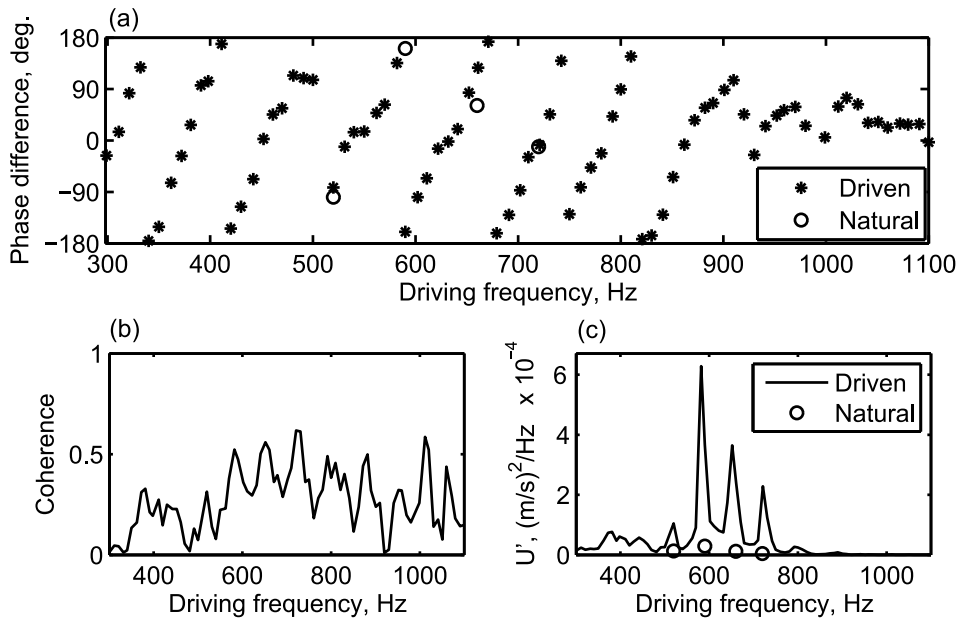 (a)
Phase difference, deg.
180
90
0
−90
−180
300 400 500 600 700 800 900 1000 1100
Driving frequency, Hz
Driven
Natural
(b)
Coherence
1
0.5
0
400 600 800 1000
Driving frequency, Hz
(c)
U', (m/s)²/Hz x 10⁻⁴
6
4
2
0
400 600 800 1000
Driving frequency, Hz
Driven
Natural